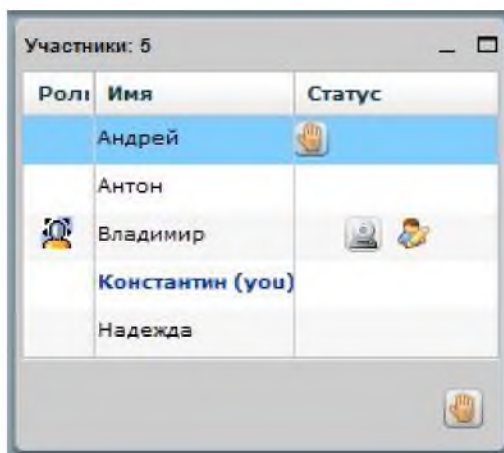 Участники: 5
Роль Имя Статус
Андрей
Антон
Владимир
Константин (you)
Надежда